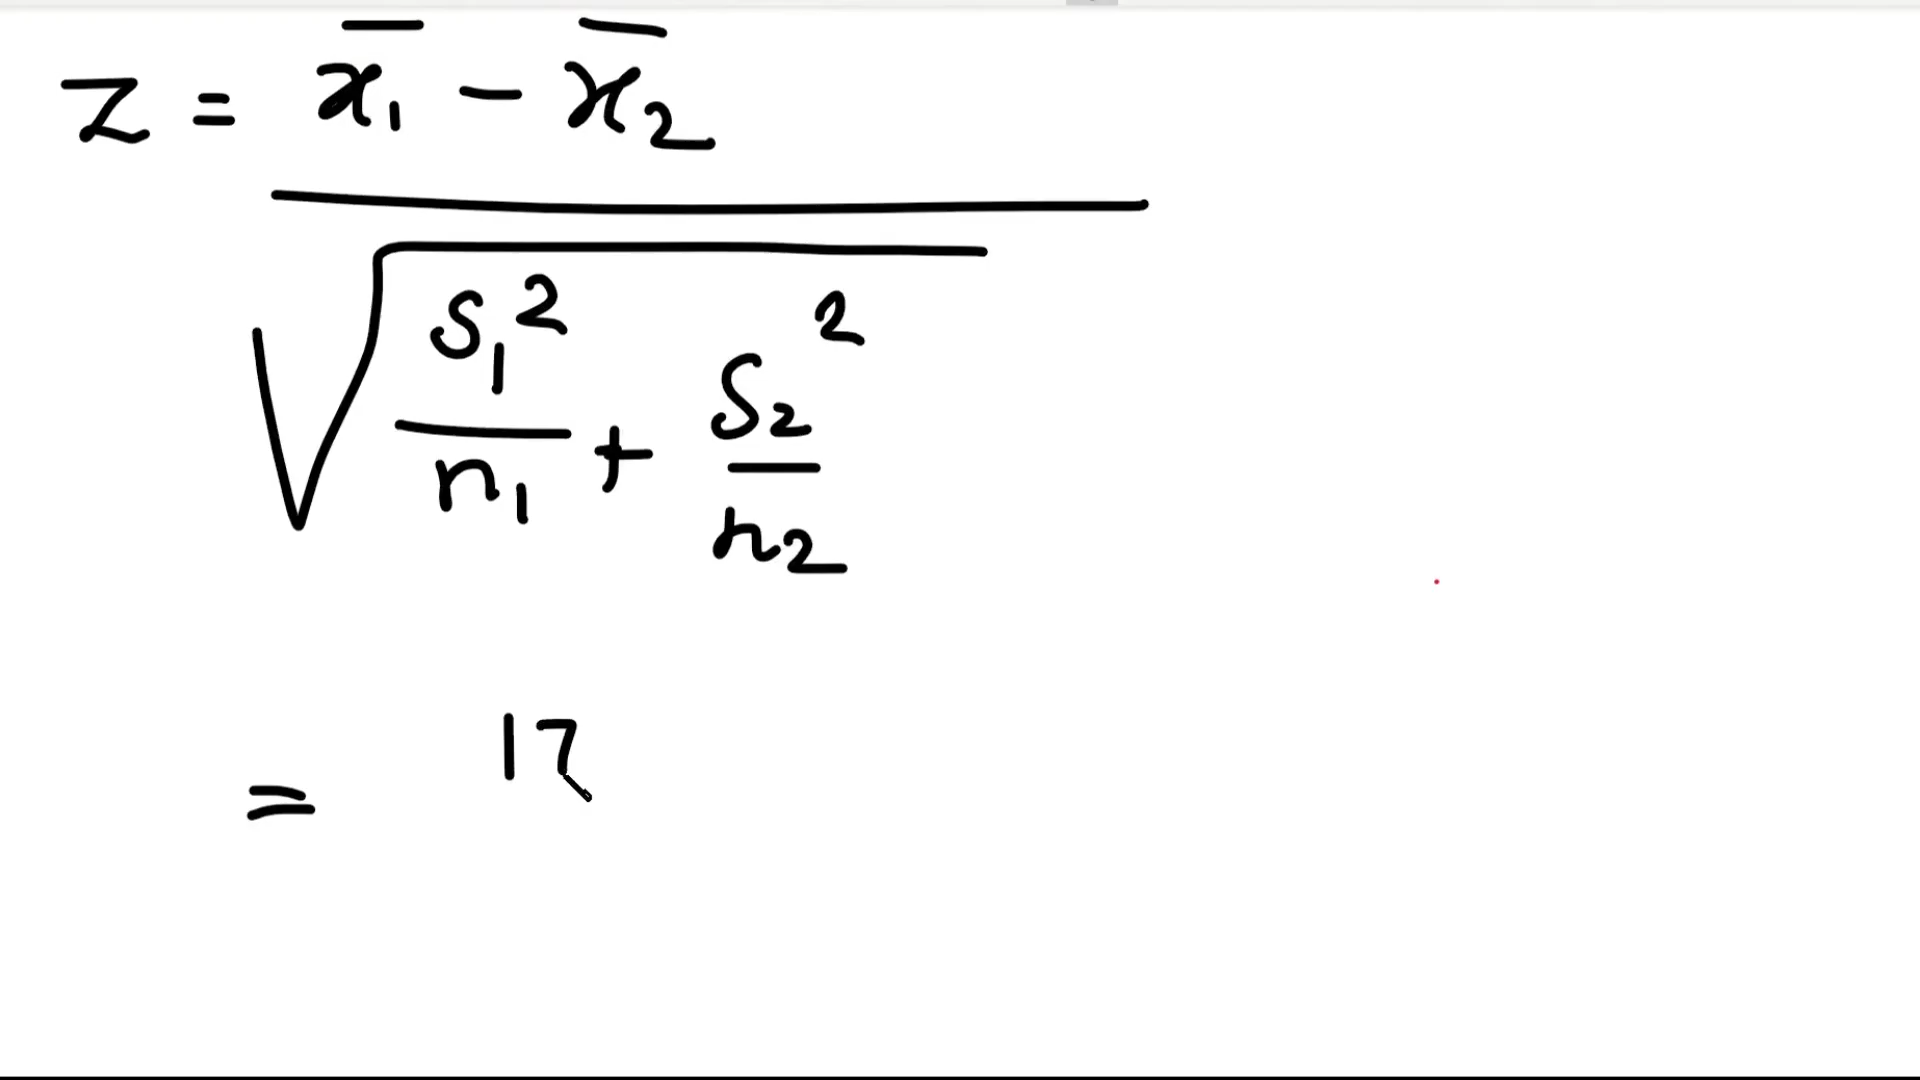 z = x̄₁ - x̄₂
√ s₁² / n₁ + s₂² / n₂
= 17